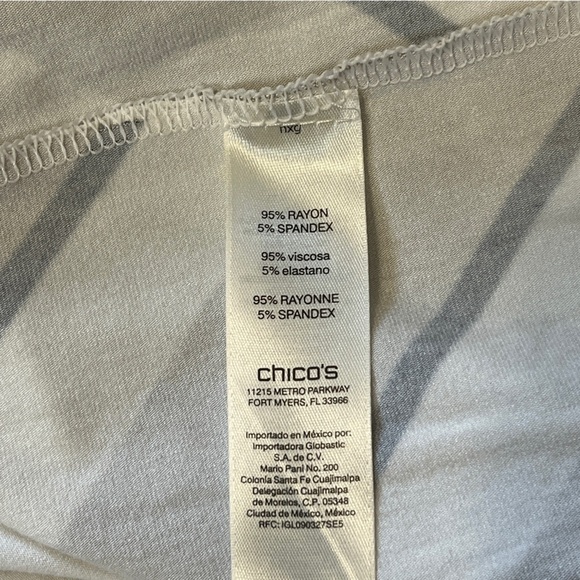 95% RAYON
5% SPANDEX
95% viscosa
5% elastano
95% RAYONNE
5% SPANDEX
chico's
11215 METRO PARKWAY
FORT MYERS, FL 33966
Importado en México por:
Importadora Globastic
S.A. de C.V.
Mario Pani No. 200
Colonia Santa Fe Cuajimalpa
Delegación Cuajimalpa
de Morelos, C.P. 05348
Ciudad de México, México
RFC: IGL090327SE5